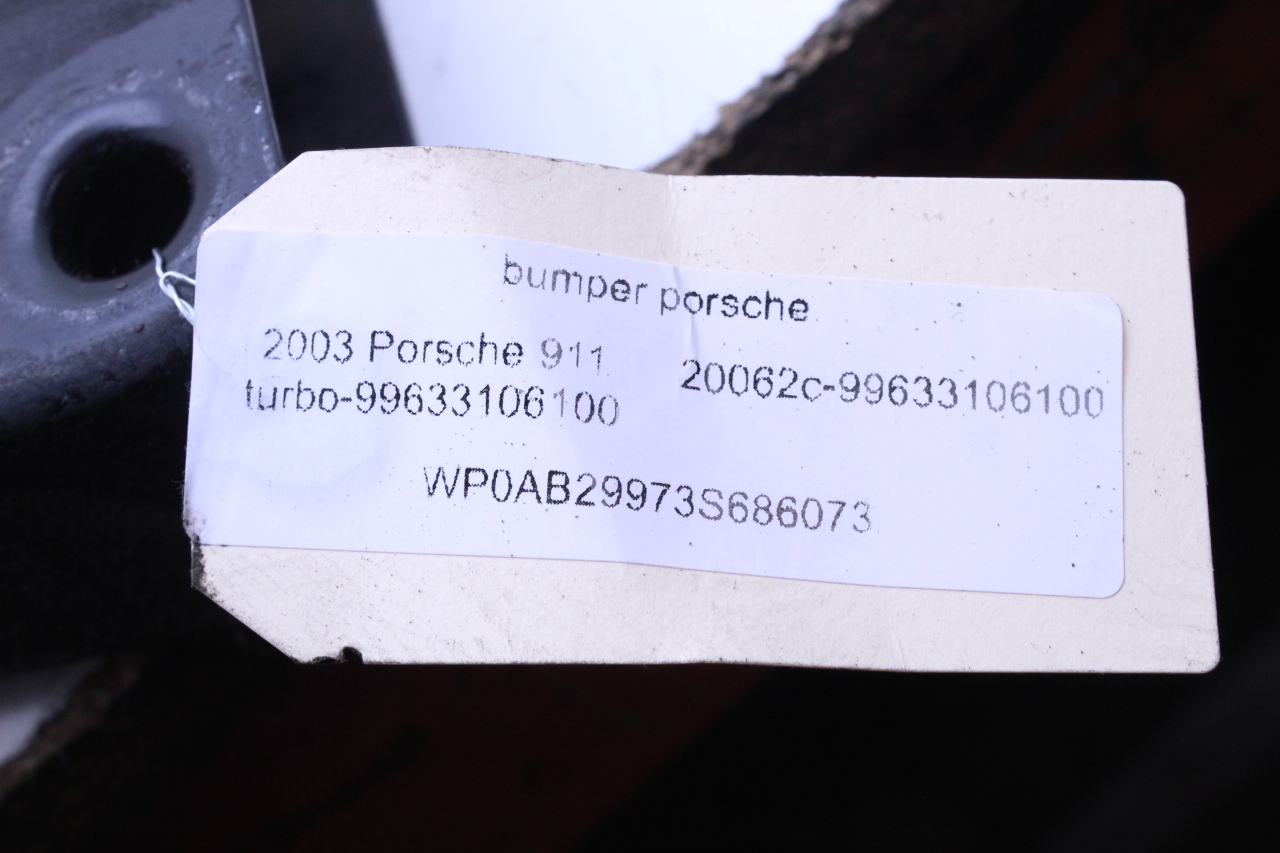 bumper porsche
2003 Porsche 911
turbo-99633106100
20062c-99633106100
WP0AB29973S686073